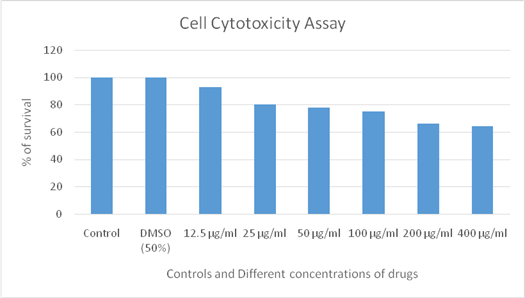 Cell Cytotoxicity Assay
120
100
80
60
40
20
0
% of survival
Control DMSO (50%) 12.5 µg/ml 25 µg/ml 50 µg/ml 100 µg/ml 200 µg/ml 400 µg/ml
Controls and Different concentrations of drugs